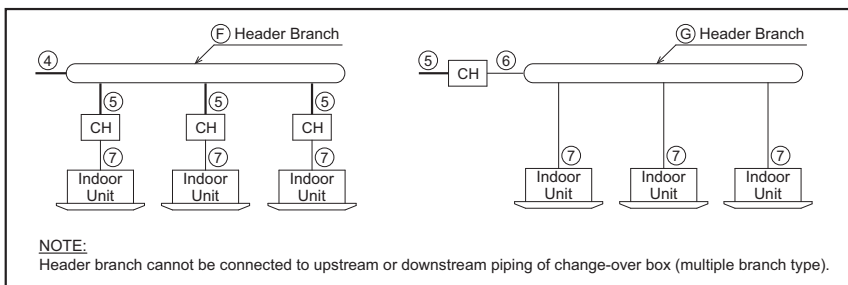 Ⓕ Header Branch
④
⑤ ⑤ ⑤
CH CH CH
⑦ ⑦ ⑦
Indoor Unit
Indoor Unit
Indoor Unit
Ⓖ Header Branch
⑤ CH ⑥
⑦ ⑦ ⑦
Indoor Unit
Indoor Unit
Indoor Unit
NOTE:
Header branch cannot be connected to upstream or downstream piping of change-over box (multiple branch type).